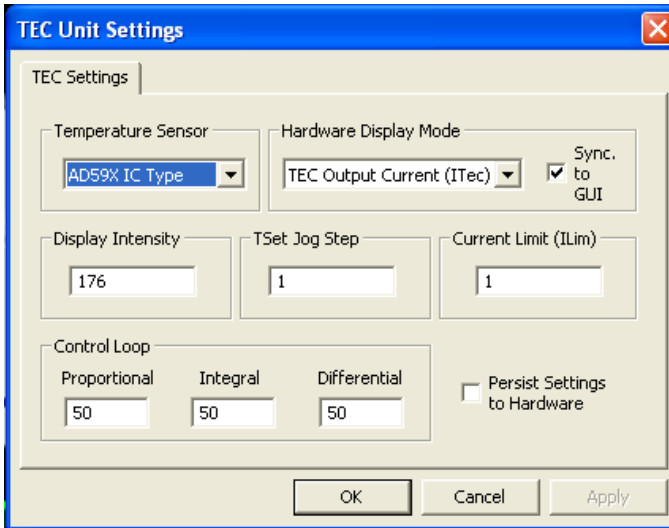 TEC Unit Settings
TEC Settings
Temperature Sensor
AD59X IC Type
Hardware Display Mode
TEC Output Current (ITec)
Sync.
to
GUI
Display Intensity
176
TSet Jog Step
1
Current Limit (ILim)
1
Control Loop
Proportional Integral Differential
50 50 50
Persist Settings
to Hardware
OK Cancel Apply